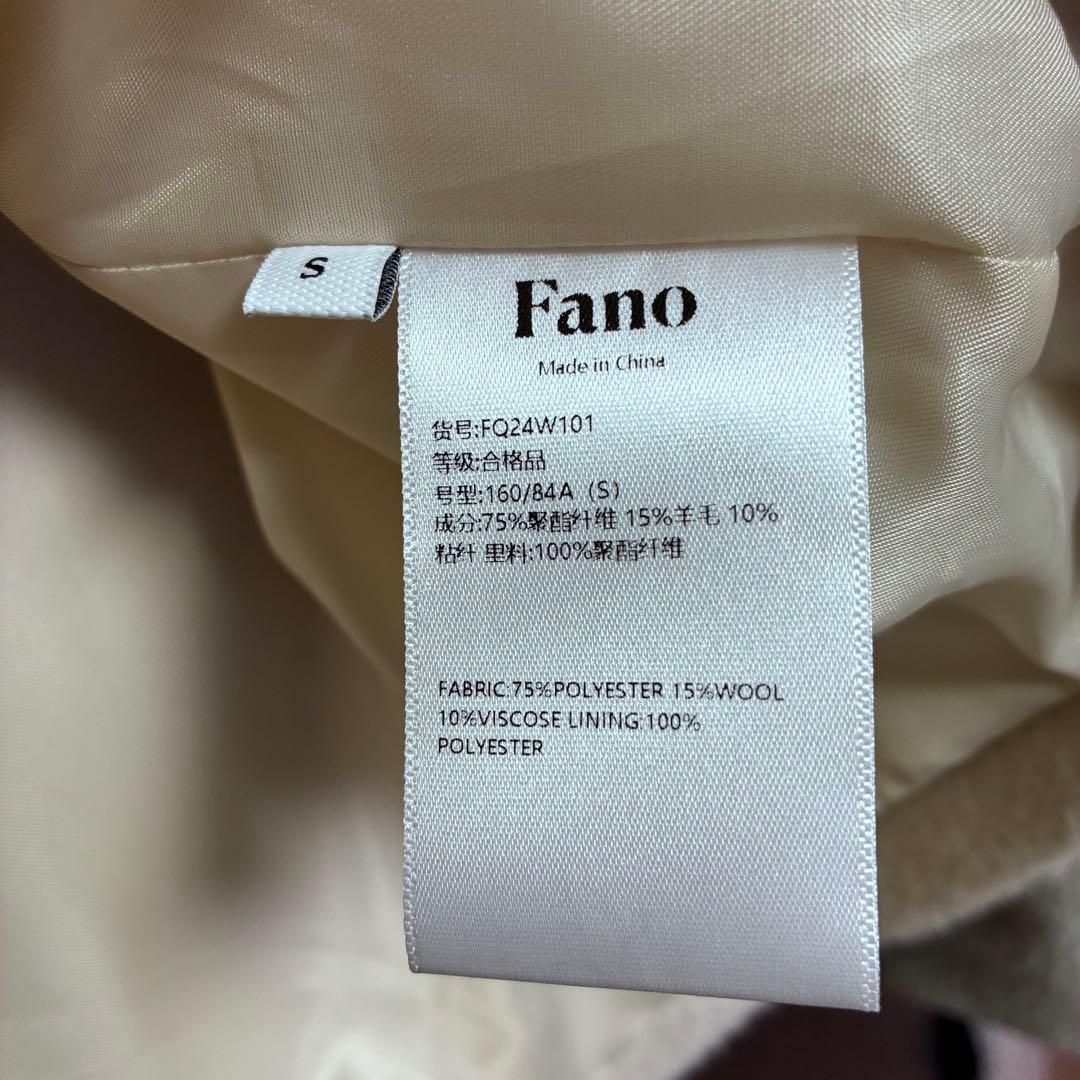 S
Fano
Made in China
货号:FQ24W101
等级:合格品
号型:160/84A（S）
成分:75%聚酯纤维 15%羊毛 10%
粘纤 里料:100%聚酯纤维
FABRIC:75%POLYESTER 15%WOOL
10%VISCOSE LINING:100%
POLYESTER